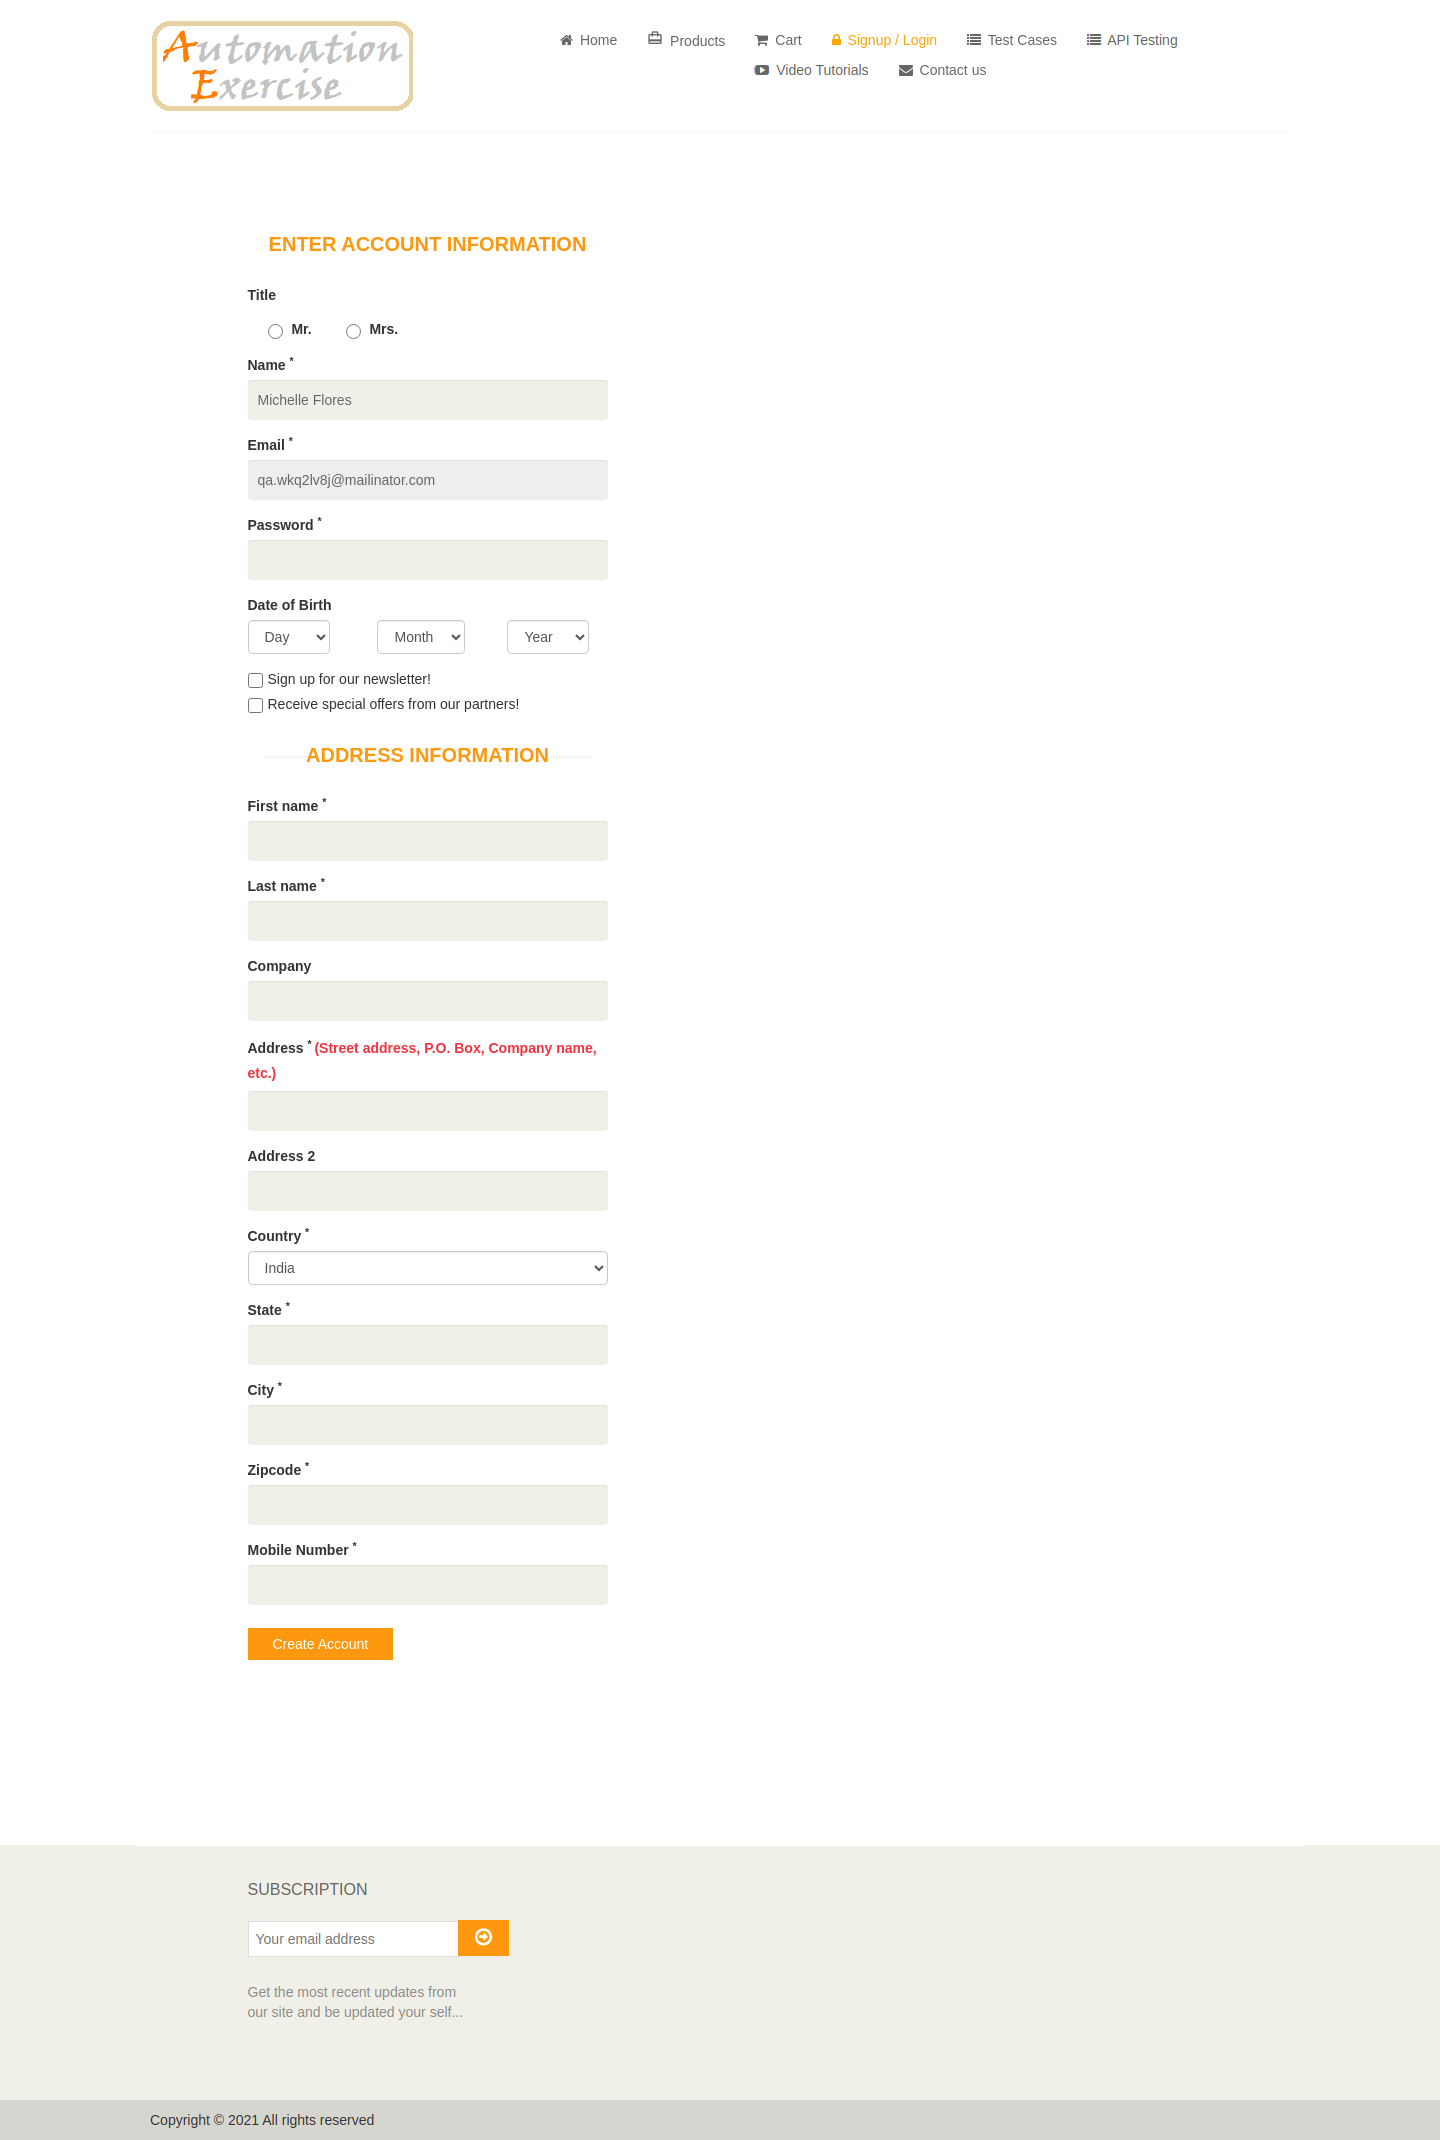 Automation
Exercise
Home Products Cart Signup / Login Test Cases API Testing
Video Tutorials Contact us
ENTER ACCOUNT INFORMATION
Title
Mr. Mrs.
Name *
Michelle Flores
Email *
qa.wkq2lv8j@mailinator.com
Password *
Date of Birth
Day Month Year
Sign up for our newsletter!
Receive special offers from our partners!
ADDRESS INFORMATION
First name *
Last name *
Company
Address * (Street address, P.O. Box, Company name,
etc.)
Address 2
Country *
India
State *
City *
Zipcode *
Mobile Number *
Create Account
SUBSCRIPTION
Your email address
Get the most recent updates from
our site and be updated your self...
Copyright © 2021 All rights reserved